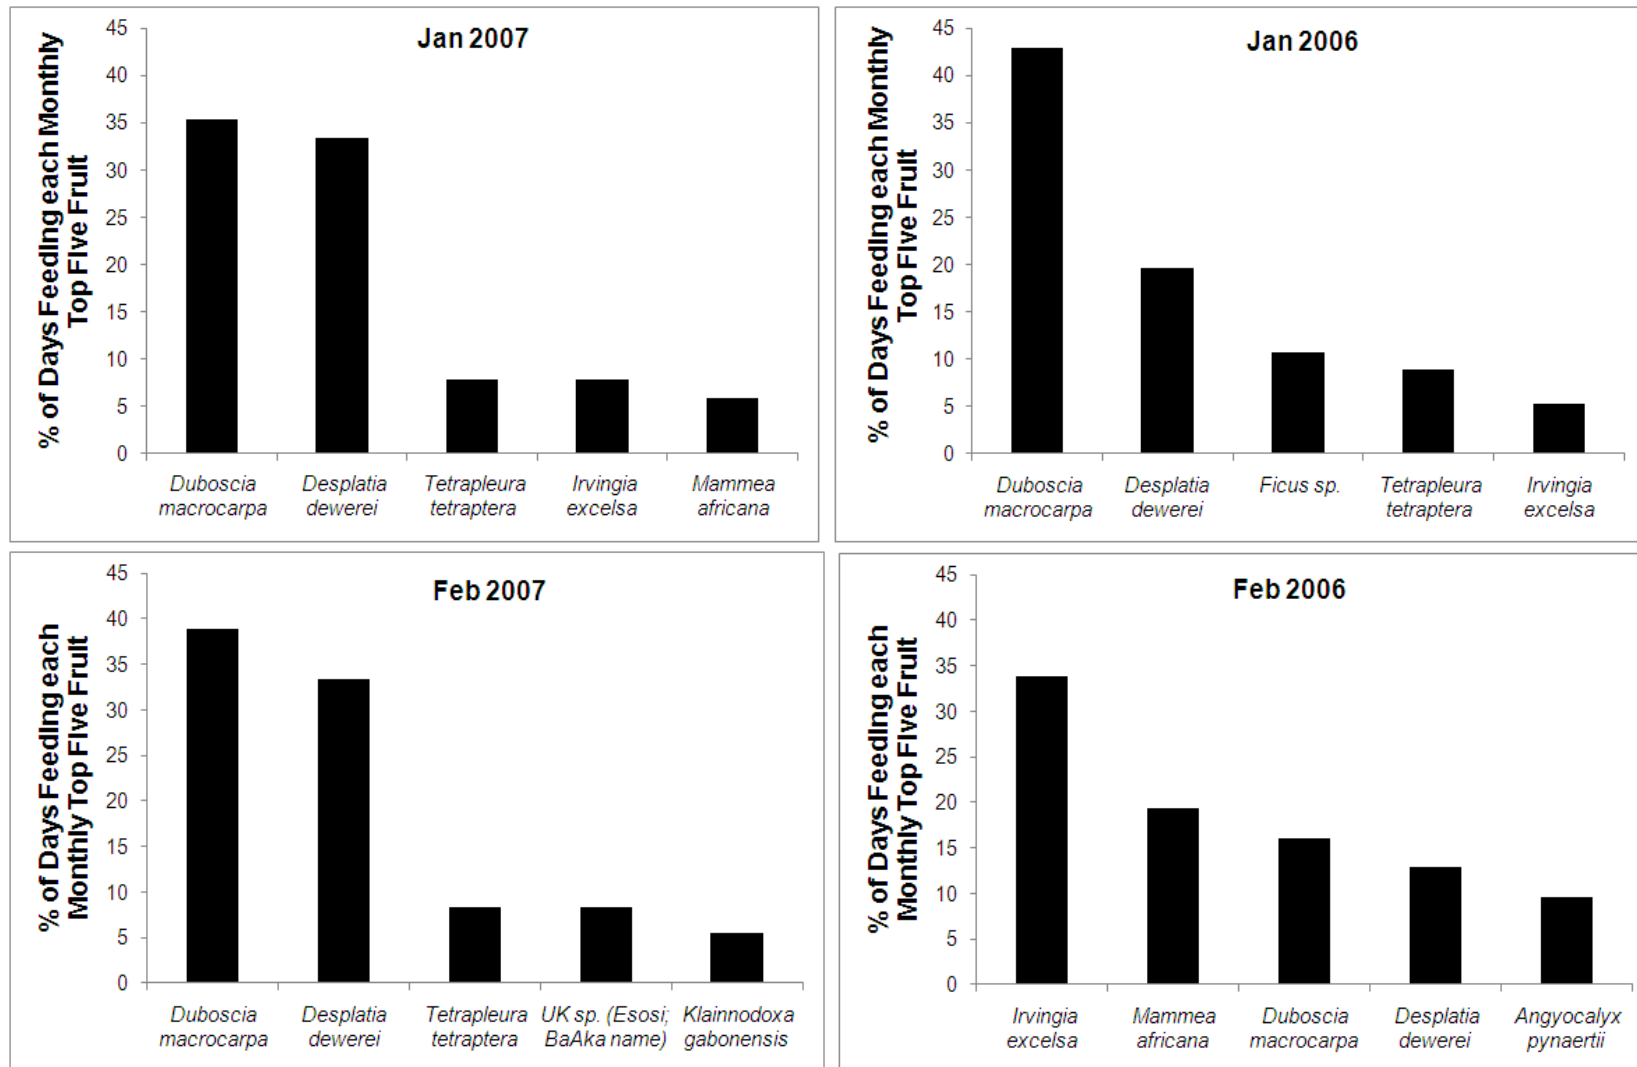 Jan 2007
% of Days Feeding each Monthly
Top Five Fruit
45
40
35
30
25
20
15
10
5
0
Duboscia
macrocarpa
Desplatia
dewerei
Tetrapleura
tetraptera
Irvingia
excelsa
Mammea
africana
Jan 2006
% of Days Feeding each Monthly
Top Five Fruit
45
40
35
30
25
20
15
10
5
0
Duboscia
macrocarpa
Desplatia
dewerei
Ficus sp.
Tetrapleura
tetraptera
Irvingia
excelsa
Feb 2007
% of Days Feeding each
Monthly Top Five Fruit
45
40
35
30
25
20
15
10
5
0
Duboscia
macrocarpa
Desplatia
dewerei
Tetrapleura
tetraptera
UK sp. (Esosi;
BaAka name)
Klainnodoxa
gabonensis
Feb 2006
% of Days Feeding each
Monthly Top Five Fruit
45
40
35
30
25
20
15
10
5
0
Irvingia
excelsa
Mammea
africana
Duboscia
macrocarpa
Desplatia
dewerei
Angyocalyx
pynaertii